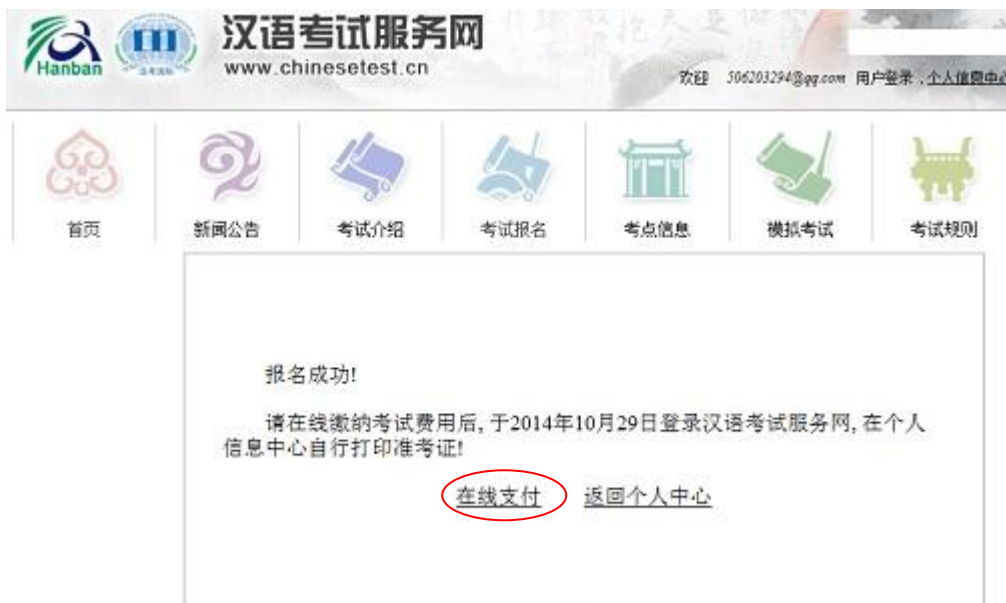 Hanban
汉考国际
汉语考试服务网
www.chinesetest.cn
欢迎 506203294@qq.com 用户登录，个人信息中心
首页
新闻公告
考试介绍
考试报名
考点信息
模拟考试
考试规则
报名成功!
请在线缴纳考试费用后, 于2014年10月29日登录汉语考试服务网, 在个人
信息中心自行打印准考证!
在线支付 返回个人中心